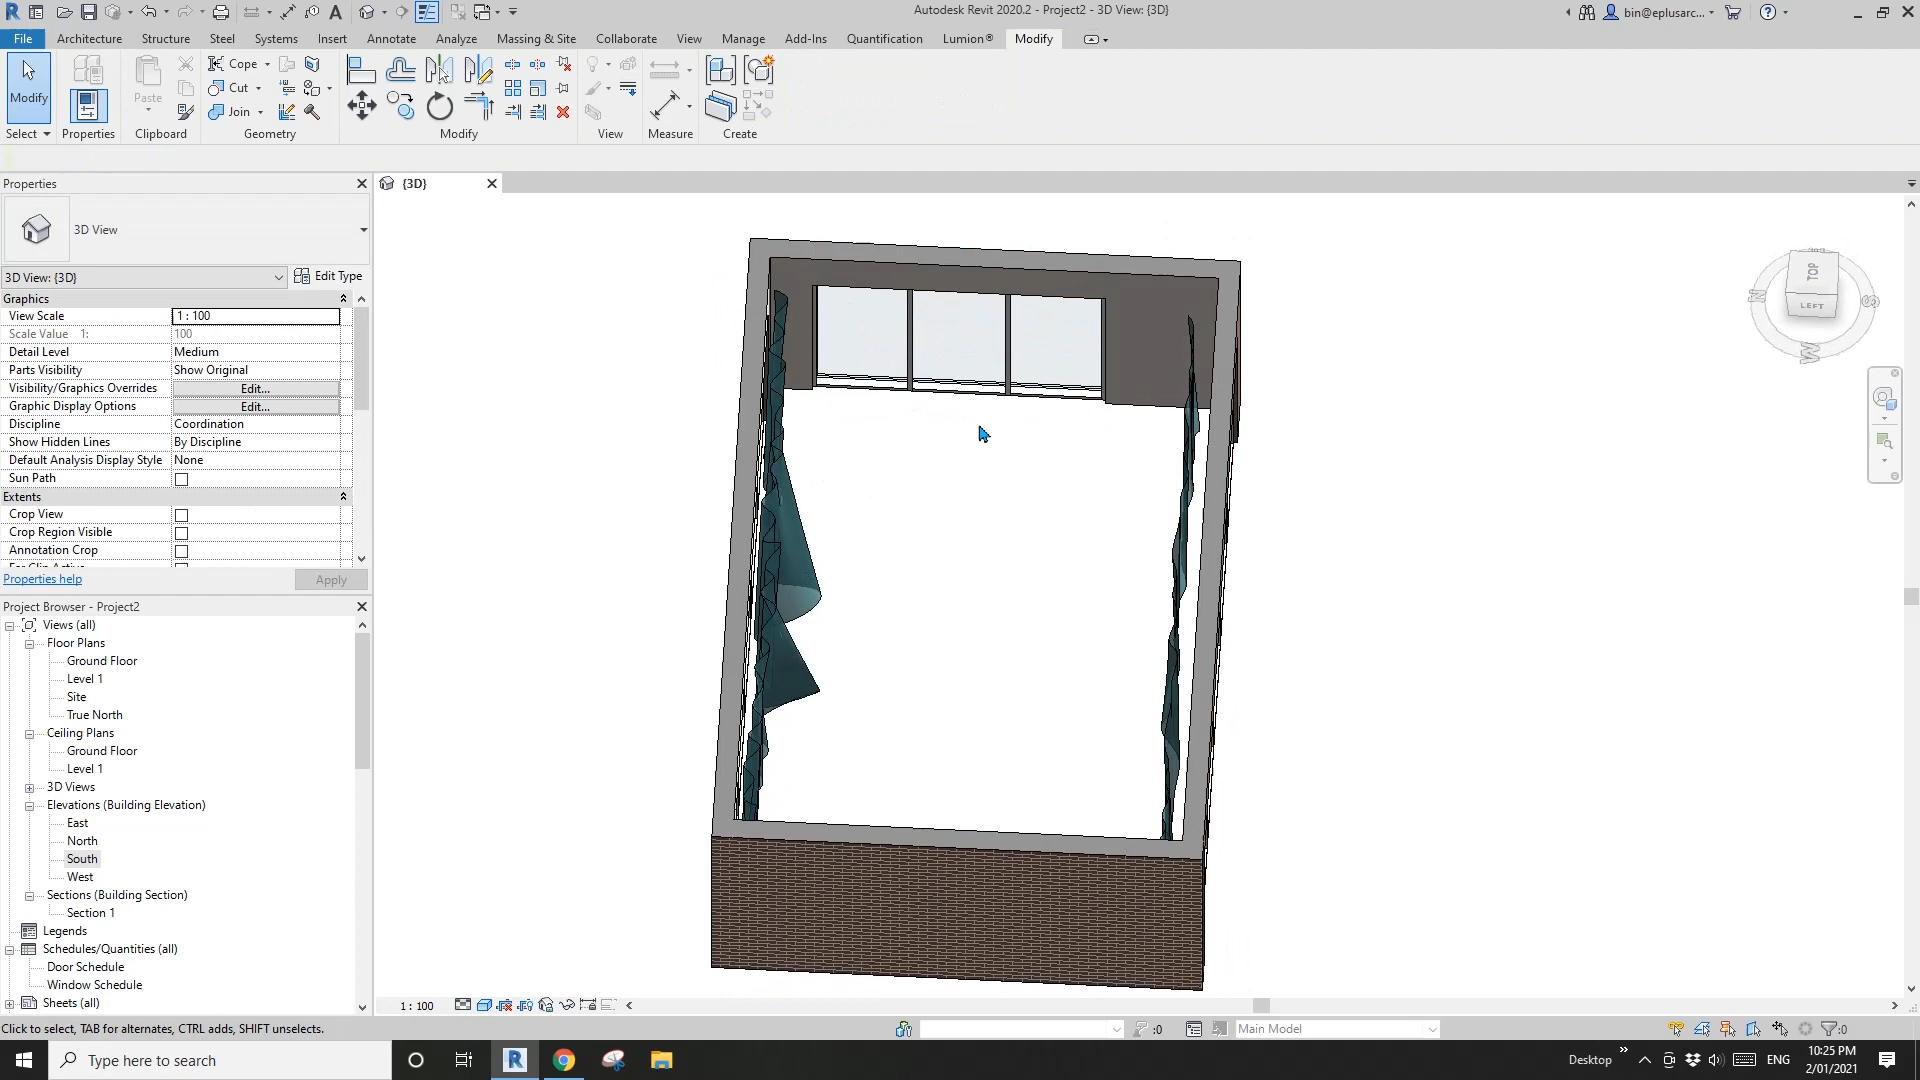 Autodesk Revit 2020.2 - Project2 - 3D View: {3D}
bin@eplusarc...
File Architecture Structure Steel Systems Insert Annotate Analyze Massing & Site Collaborate View Manage Add-Ins Quantification Lumion® Modify
Modify
Paste
Cope
Cut
Join
Select Properties Clipboard Geometry Modify View Measure Create
Properties
{3D}
3D View
3D View: {3D}
Edit Type
Graphics
View Scale 1 : 100
Scale Value 1: 100
Detail Level Medium
Parts Visibility Show Original
Visibility/Graphics Overrides Edit...
Graphic Display Options Edit...
Discipline Coordination
Show Hidden Lines By Discipline
Default Analysis Display Style None
Sun Path
Extents
Crop View
Crop Region Visible
Annotation Crop
Properties help
Apply
TOP
LEFT
N
S
W
Project Browser - Project2
Views (all)
Floor Plans
Ground Floor
Level 1
Site
True North
Ceiling Plans
Ground Floor
Level 1
3D Views
Elevations (Building Elevation)
East
North
South
West
Sections (Building Section)
Section 1
Legends
Schedules/Quantities (all)
Door Schedule
Window Schedule
Sheets (all)
1 : 100
Click to select, TAB for alternates, CTRL adds, SHIFT unselects.
:0
Main Model
:0
Type here to search
Desktop
ENG
10:25 PM
2/01/2021